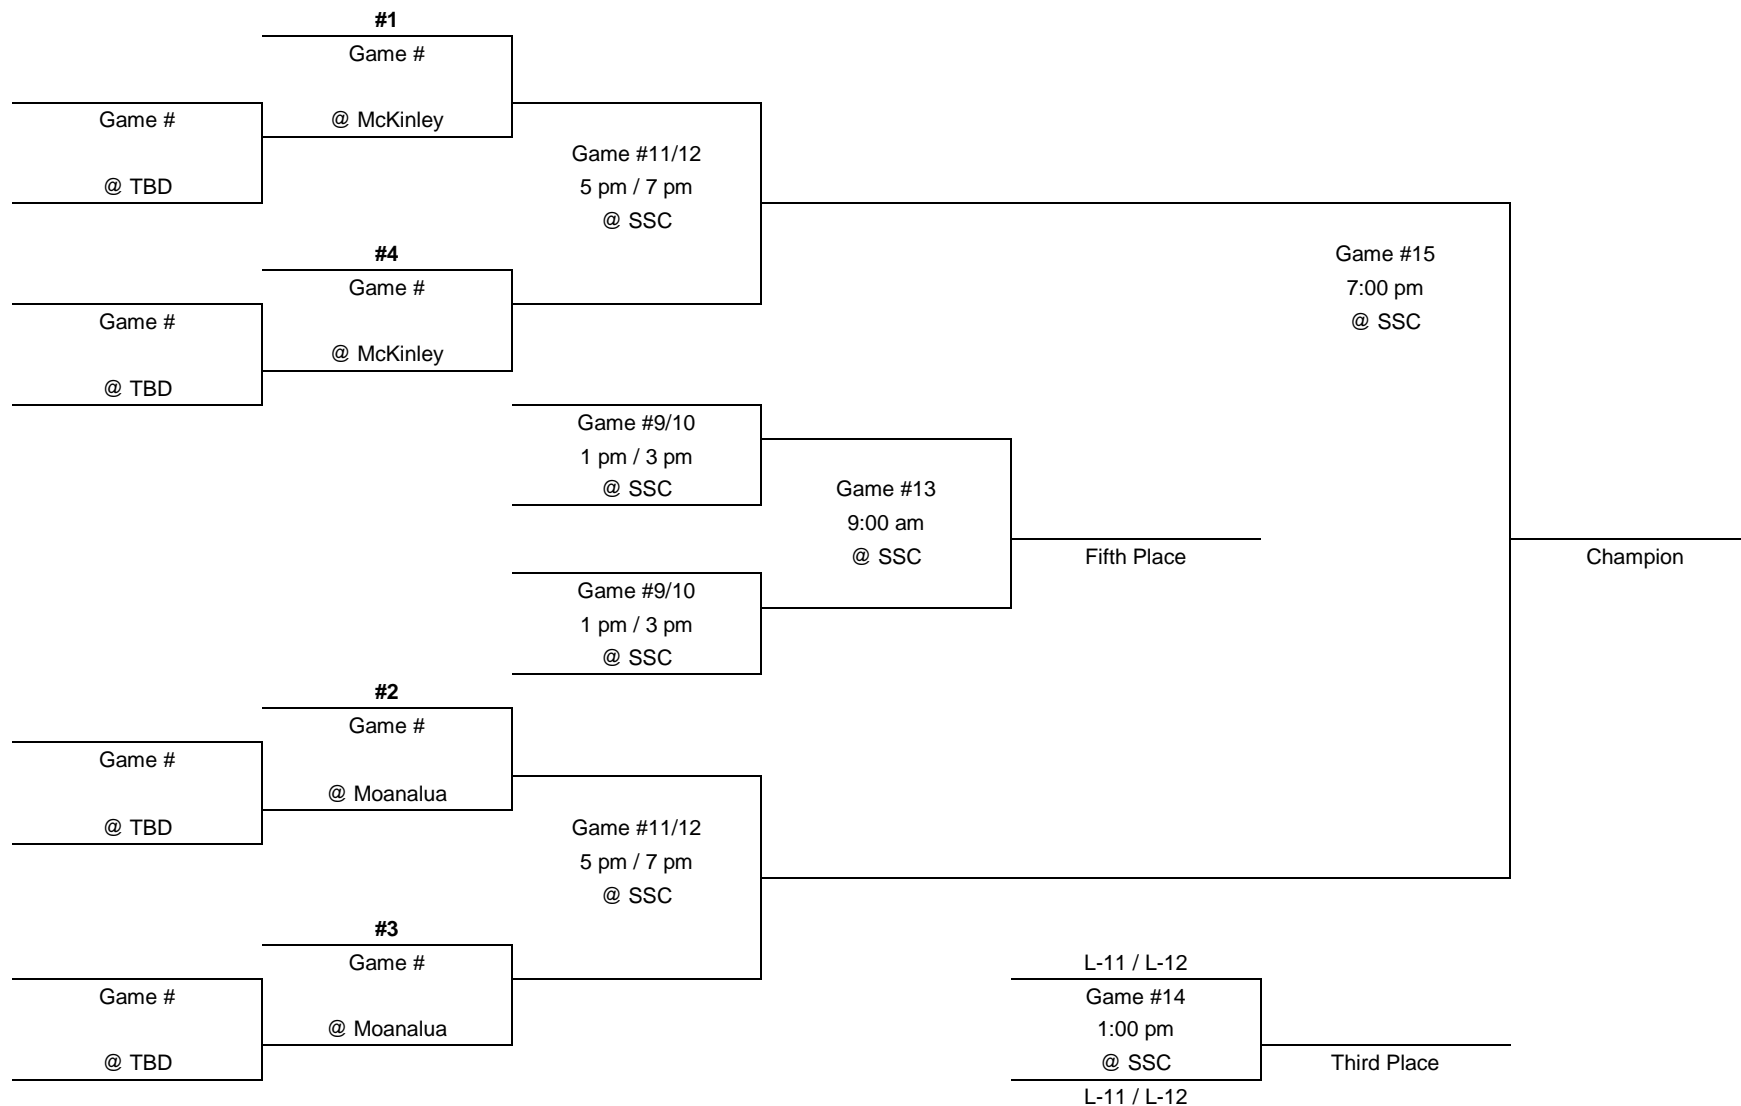 #1
Game #
Game #
@ McKinley
@ TBD
Game #11/12
5 pm / 7 pm
@ SSC
#4
Game #
Game #
@ McKinley
@ TBD
Game #15
7:00 pm
@ SSC
Game #9/10
1 pm / 3 pm
@ SSC
Game #13
9:00 am
@ SSC
Fifth Place
Champion
Game #9/10
1 pm / 3 pm
@ SSC
#2
Game #
Game #
@ Moanalua
@ TBD
Game #11/12
5 pm / 7 pm
@ SSC
#3
Game #
Game #
@ Moanalua
@ TBD
L-11 / L-12
Game #14
1:00 pm
@ SSC
Third Place
L-11 / L-12